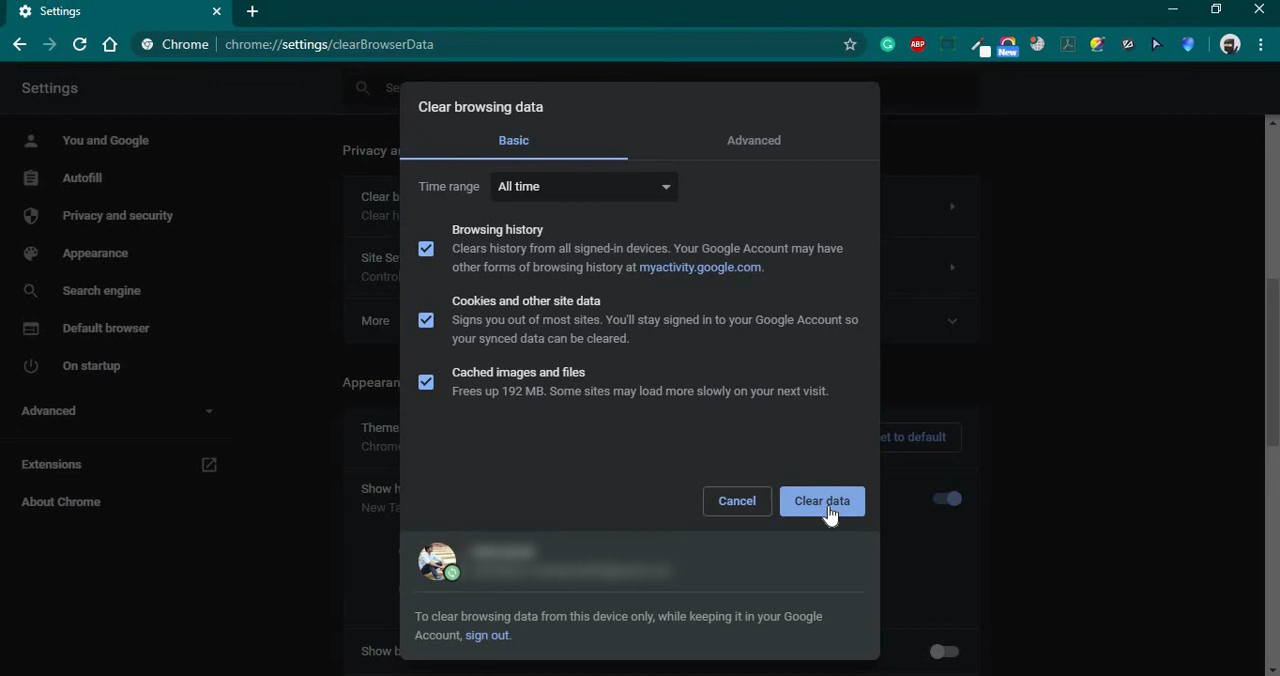 Settings
Chrome chrome://settings/clearBrowserData
ABP
New
Settings
Se
You and Google
Autofill
Privacy and security
Appearance
Search engine
Default browser
On startup
Advanced
Extensions
About Chrome
Privacy a
Clear b
Clear h
Site Se
Contro
More
Appearan
Theme
Chrom
et to default
Show h
New Ta
Show b
Clear browsing data
Basic Advanced
Time range All time
Browsing history
Clears history from all signed-in devices. Your Google Account may have
other forms of browsing history at myactivity.google.com.
Cookies and other site data
Signs you out of most sites. You'll stay signed in to your Google Account so
your synced data can be cleared.
Cached images and files
Frees up 192 MB. Some sites may load more slowly on your next visit.
Cancel Clear data
To clear browsing data from this device only, while keeping it in your Google
Account, sign out.